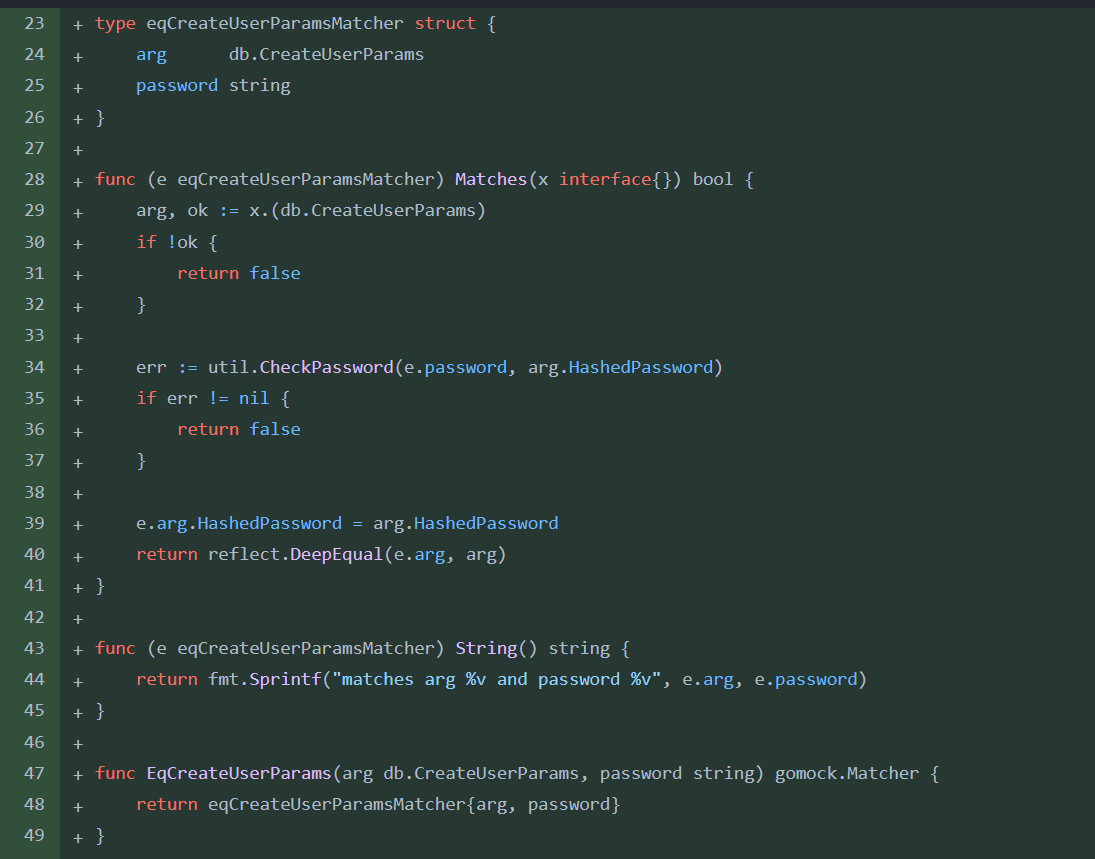 23 + type eqCreateUserParamsMatcher struct {
24 +     arg      db.CreateUserParams
25 +     password string
26 + }
27 +
28 + func (e eqCreateUserParamsMatcher) Matches(x interface{}) bool {
29 +     arg, ok := x.(db.CreateUserParams)
30 +     if !ok {
31 +         return false
32 +     }
33 +
34 +     err := util.CheckPassword(e.password, arg.HashedPassword)
35 +     if err != nil {
36 +         return false
37 +     }
38 +
39 +     e.arg.HashedPassword = arg.HashedPassword
40 +     return reflect.DeepEqual(e.arg, arg)
41 + }
42 +
43 + func (e eqCreateUserParamsMatcher) String() string {
44 +     return fmt.Sprintf("matches arg %v and password %v", e.arg, e.password)
45 + }
46 +
47 + func EqCreateUserParams(arg db.CreateUserParams, password string) gomock.Matcher {
48 +     return eqCreateUserParamsMatcher{arg, password}
49 + }